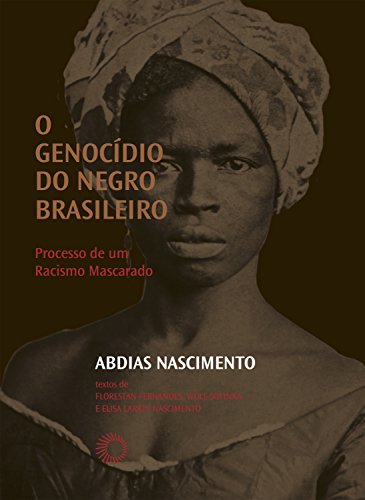 O
GENOCÍDIO
DO NEGRO
BRASILEIRO
Processo de um
Racismo Mascarado
ABDIAS NASCIMENTO
textos de
FLORESTAN FERNANDES, WOLE SOYINKA
E ELISA LARKIN NASCIMENTO